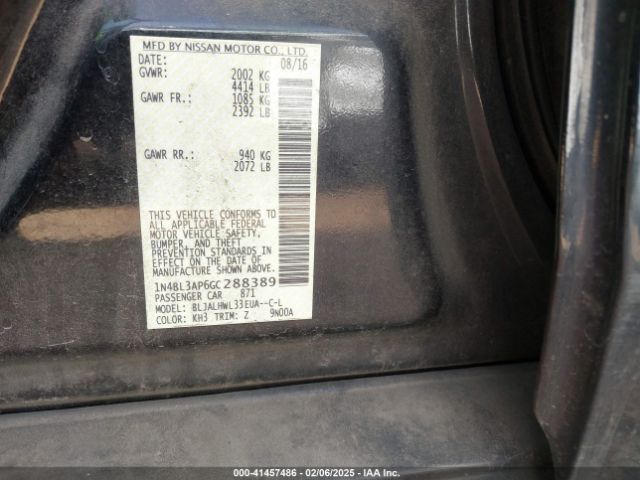 MFD BY NISSAN MOTOR CO., LTD.
DATE: 08/16
GVWR: 2002 KG
4414 LB
GAWR FR.: 1085 KG
2392 LB
GAWR RR.: 940 KG
2072 LB
THIS VEHICLE CONFORMS TO
ALL APPLICABLE FEDERAL
MOTOR VEHICLE SAFETY,
BUMPER, AND THEFT
PREVENTION STANDARDS IN
EFFECT ON THE DATE OF
MANUFACTURE SHOWN ABOVE.
1N4BL3AP6GC288389
PASSENGER CAR 871
MODEL: BLJALHWL33EUA--C-L
COLOR: KH3 TRIM: Z 9N00A
000-41457486 - 02/06/2025 - IAA Inc.